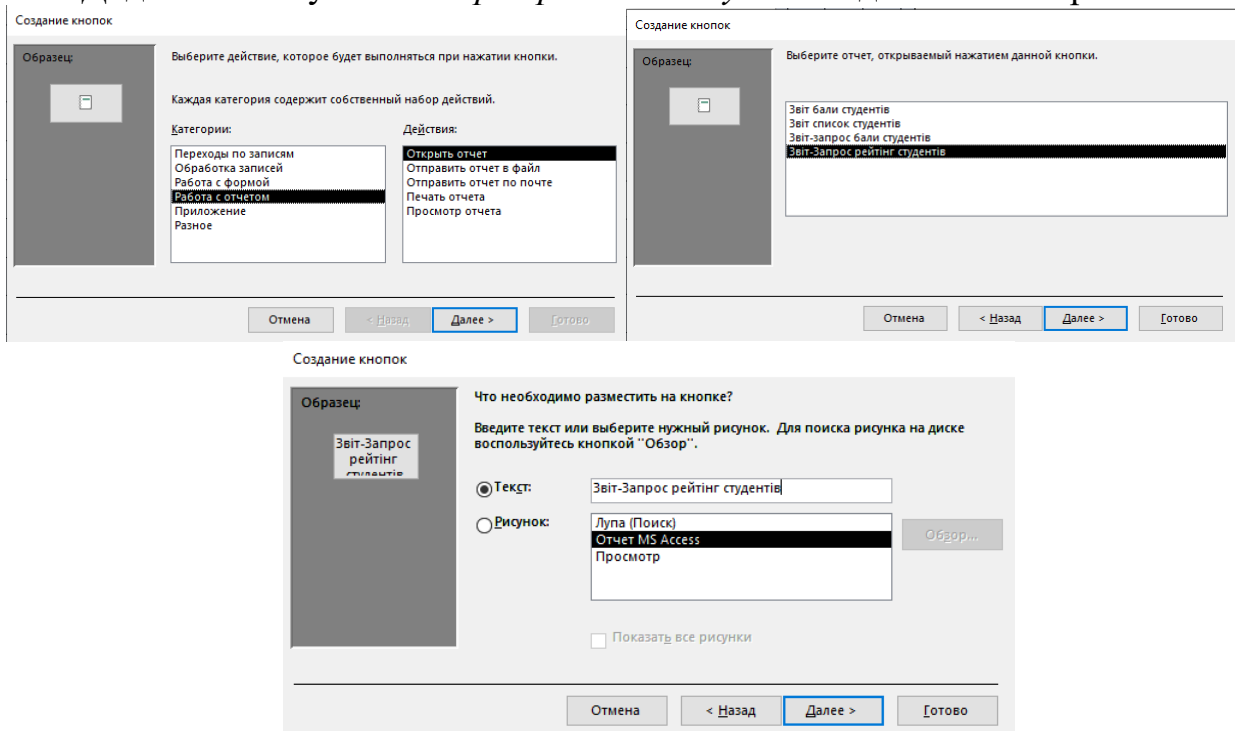 Создание кнопок
Образец:
Выберите действие, которое будет выполняться при нажатии кнопки.
Каждая категория содержит собственный набор действий.
Категории:
Действия:
Переходы по записям
Обработка записей
Работа с формой
Работа с отчетом
Приложение
Разное
Открыть отчет
Отправить отчет в файл
Отправить отчет по почте
Печать отчета
Просмотр отчета
Отмена
< Назад
Далее >
Готово
Создание кнопок
Образец:
Выберите отчет, открываемый нажатием данной кнопки.
Звіт бали студентів
Звіт список студентів
Звіт-запрос бали студентів
Звіт-Запрос рейтінг студентів
Отмена
< Назад
Далее >
Готово
Создание кнопок
Образец:
Звіт-Запрос
рейтінг
студентів
Что необходимо разместить на кнопке?
Введите текст или выберите нужный рисунок. Для поиска рисунка на диске
воспользуйтесь кнопкой "Обзор".
Текст:
Звіт-Запрос рейтінг студентів
Рисунок:
Лупа (Поиск)
Отчет MS Access
Просмотр
Обзор...
Показать все рисунки
Отмена
< Назад
Далее >
Готово